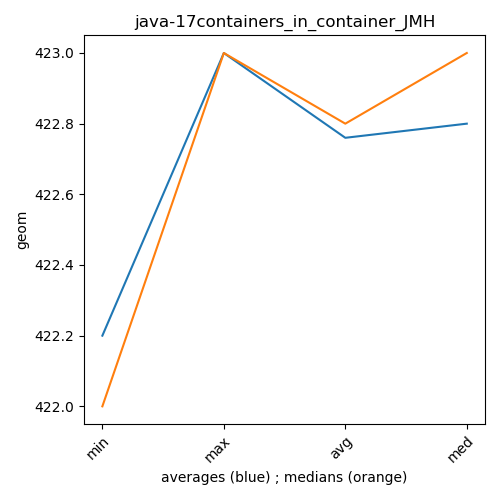 java-17containers_in_container_JMH
423.0
422.8
422.6
422.4
422.2
422.0
geom
min
max
avg
med
averages (blue) ; medians (orange)